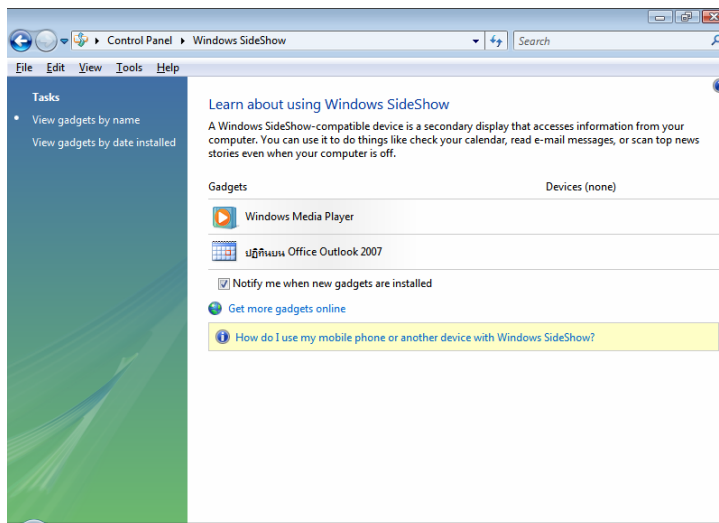 Control Panel
Windows SideShow
Search
File Edit View Tools Help
Tasks
View gadgets by name
View gadgets by date installed
Learn about using Windows SideShow
A Windows SideShow-compatible device is a secondary display that accesses information from your
computer. You can use it to do things like check your calendar, read e-mail messages, or scan top news
stories even when your computer is off.
Gadgets
Devices (none)
Windows Media Player
ปฏิทินบน Office Outlook 2007
Notify me when new gadgets are installed
Get more gadgets online
How do I use my mobile phone or another device with Windows SideShow?